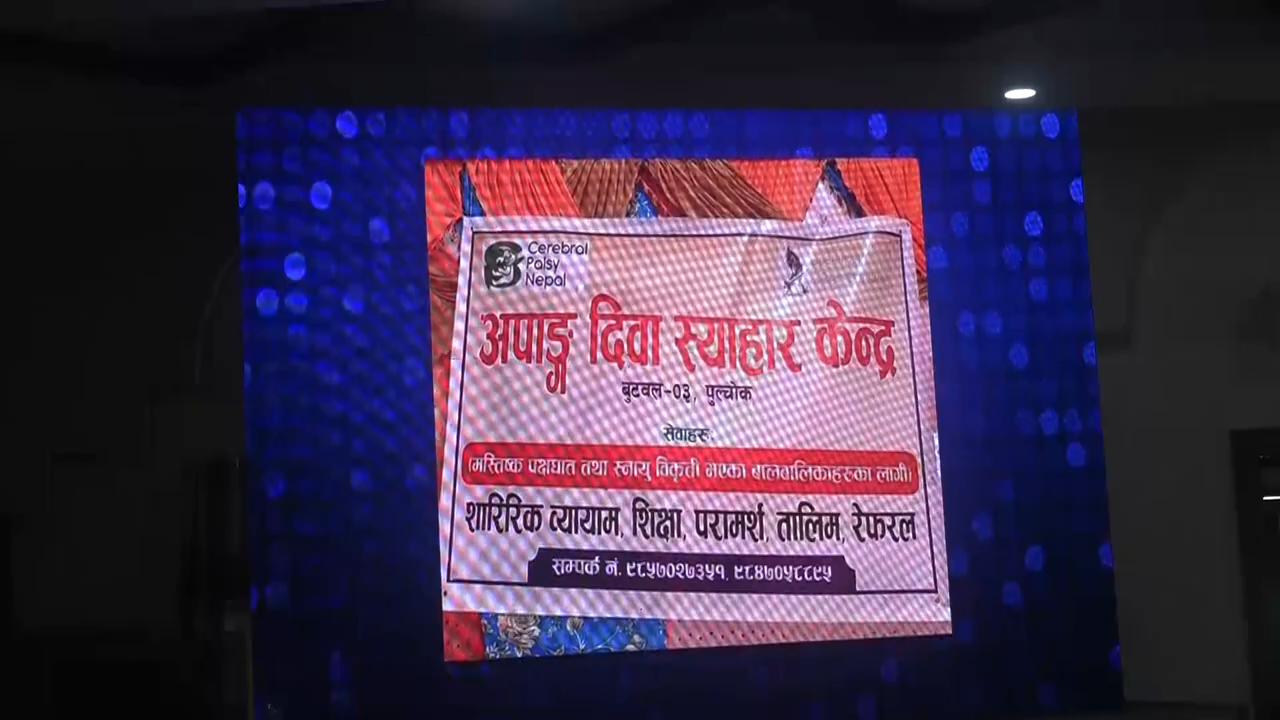 Cerebral
Palsy
Nepal
अपाङ्ग दिवा स्याहार केन्द्र
बुटवल-०३, पुल्चोक
सेवाहरु:
(मस्तिष्क पक्षघात तथा स्नायु विकृती भएका बालबालिकाहरुका लागी)
शारिरिक व्यायाम, शिक्षा, परामर्श, तालिम, रेफरल
सम्पर्क नं. ९८५७०२७३५१, ९८४७०५८८९५